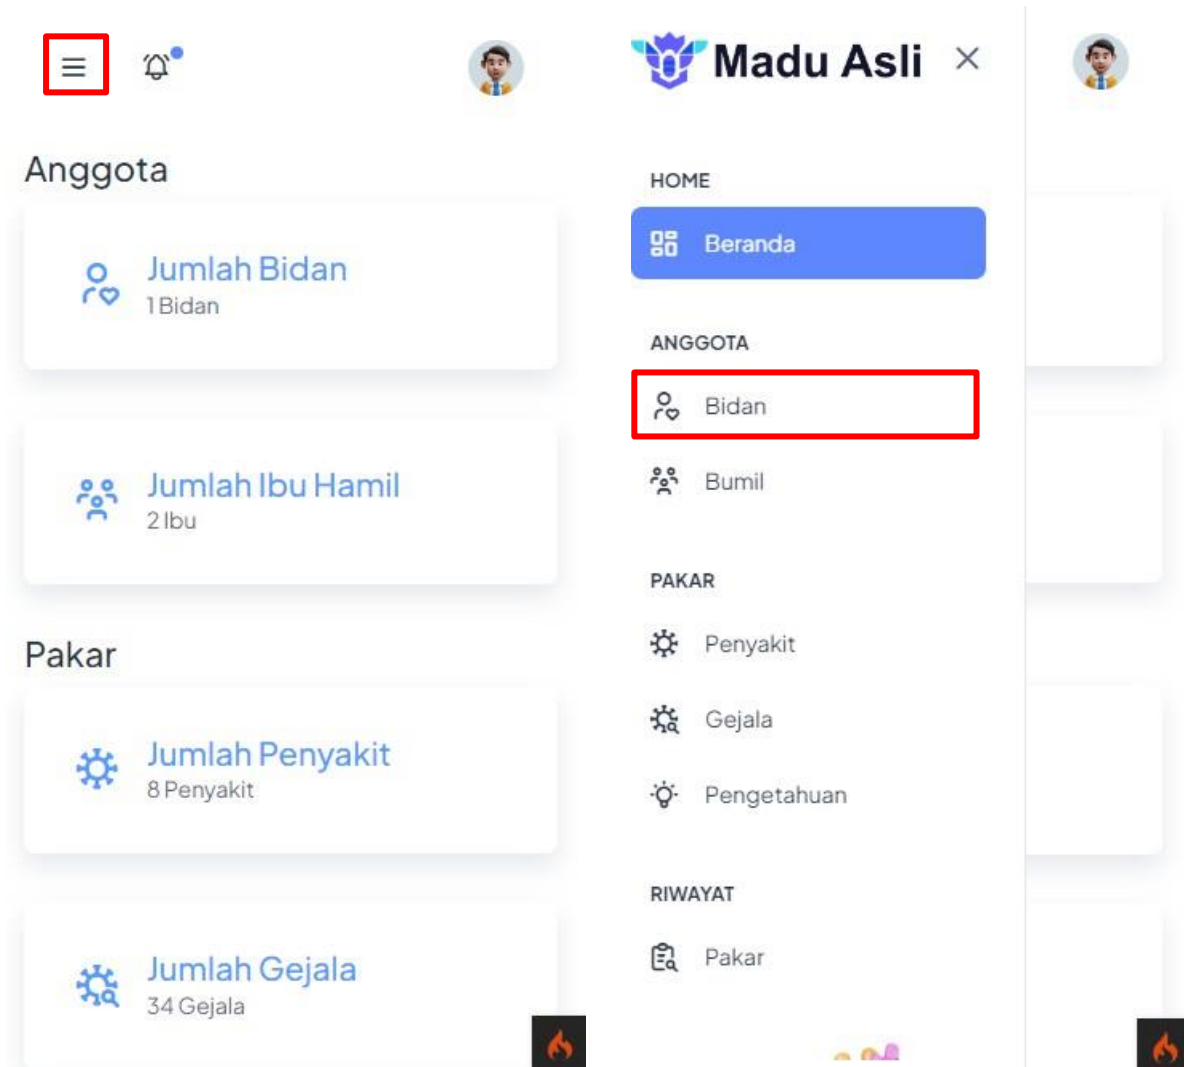 Anggota
Jumlah Bidan
1 Bidan
Jumlah Ibu Hamil
2 Ibu
Pakar
Jumlah Penyakit
8 Penyakit
Jumlah Gejala
34 Gejala
Madu Asli
HOME
Beranda
ANGGOTA
Bidan
Bumil
PAKAR
Penyakit
Gejala
Pengetahuan
RIWAYAT
Pakar